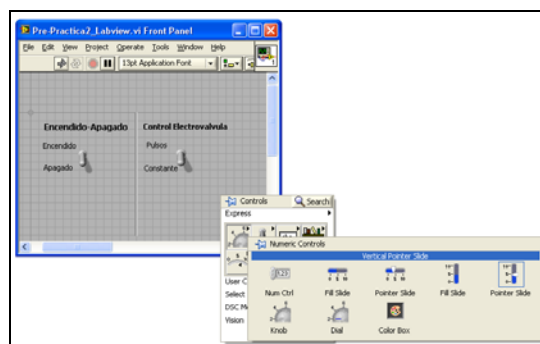 Pre-Practica2_Labview.vi Front Panel
File Edit View Project Operate Tools Window Help
13pt Application Font
1
Encendido-Apagado Control Electrovalvula
Encendido Pulsos
Apagado Constante
Controls Search
Express
Numeric Controls
Vertical Pointer Slide
User C
Num Ctrl Fill Slide Pointer Slide Fill Slide Pointer Slide
Select
DSC Mo
Vision
Knob Dial Color Box